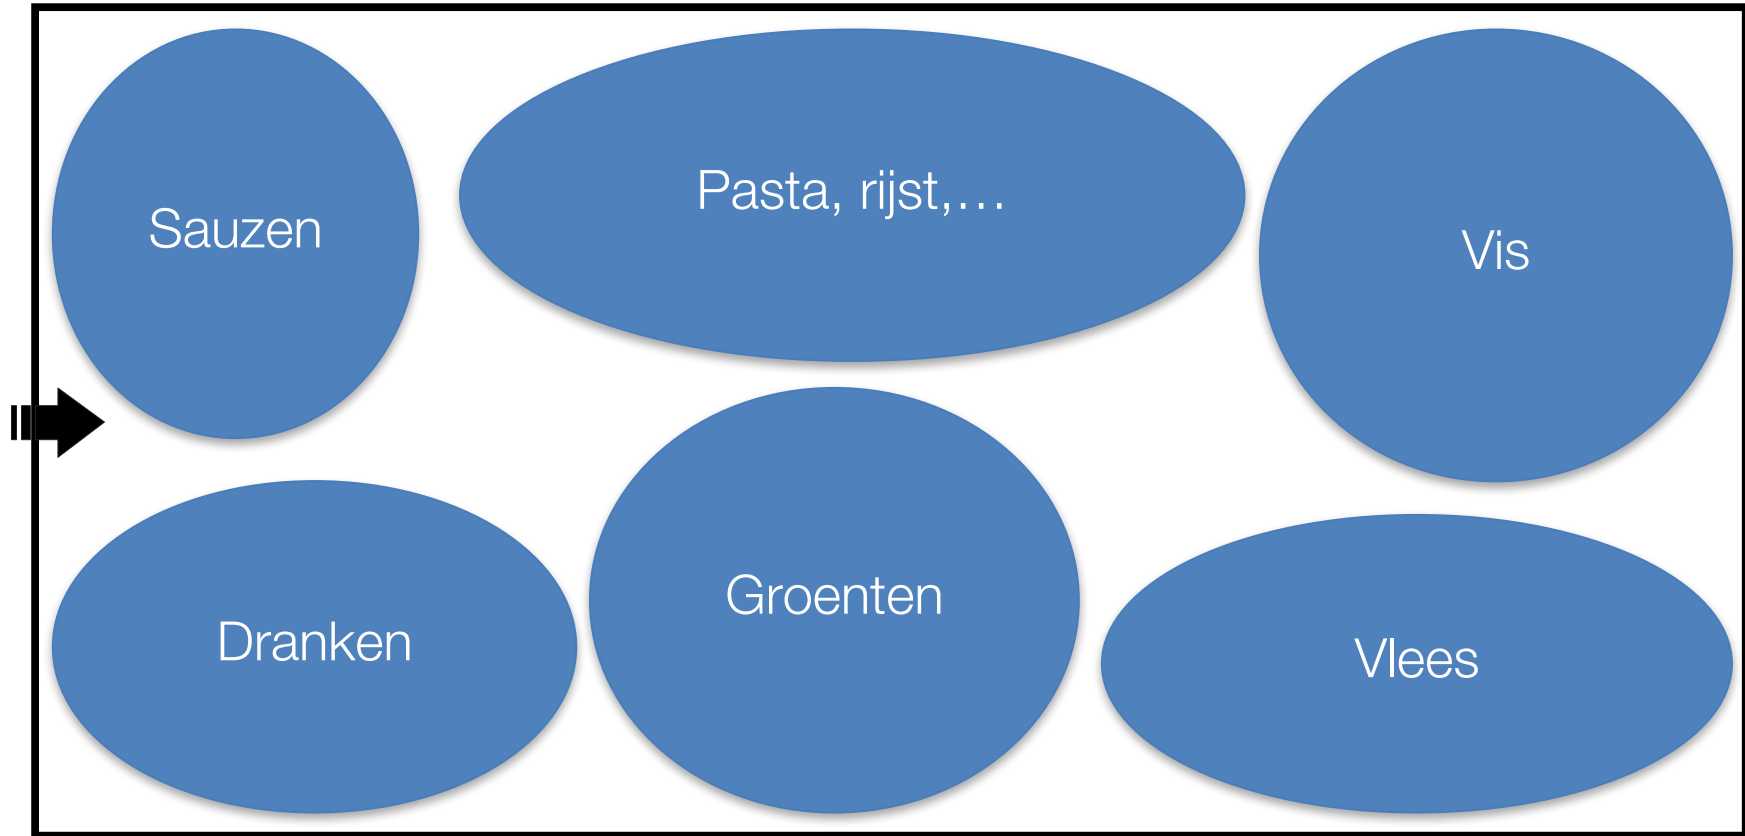 Sauzen
Pasta, rijst,…
Vis
Dranken
Groenten
Vlees